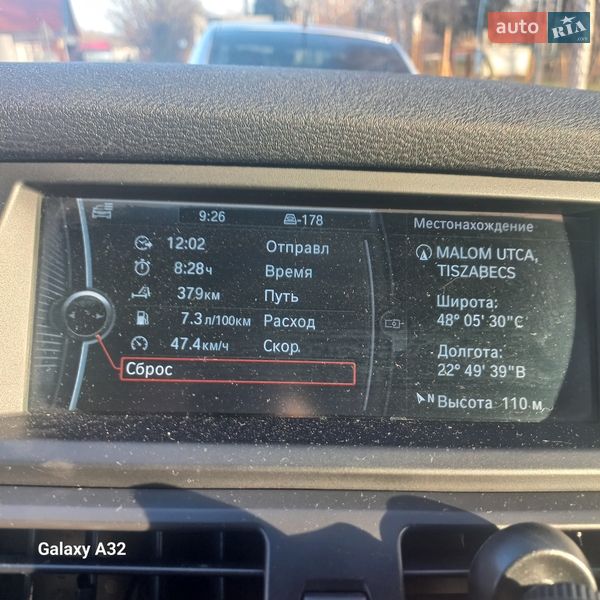 auto RIA .com
9:26 -178
12:02 Отправл
8:28ч Время
379км Путь
7.3л/100км Расход
47.4км/ч Скор.
Сброс
Местонахождение
MALOM UTCA,
TISZABECS
Широта:
48° 05' 30"С
Долгота:
22° 49' 39"В
N Высота 110 м
Galaxy A32